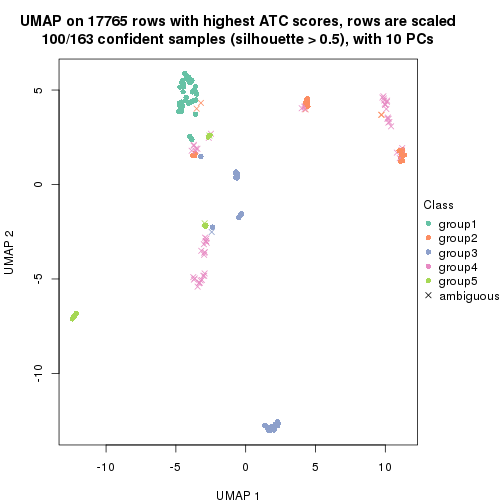 UMAP on 17765 rows with highest ATC scores, rows are scaled
100/163 confident samples (silhouette > 0.5), with 10 PCs
5
0
-5
-10
UMAP 2
-10
-5
0
5
10
UMAP 1
Class
group1
group2
group3
group4
group5
ambiguous